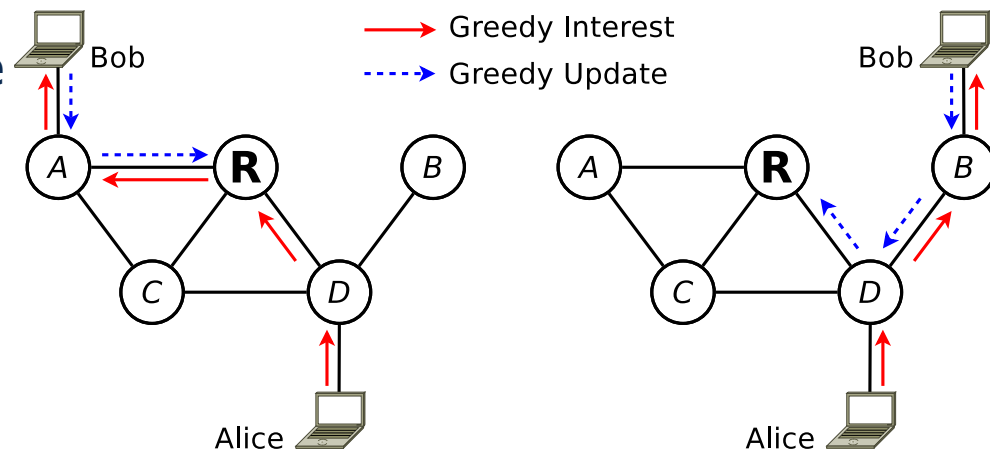 Bob
Greedy Interest
Greedy Update
Bob
e
A
R
B
A
R
B
C
D
C
D
Alice
Alice